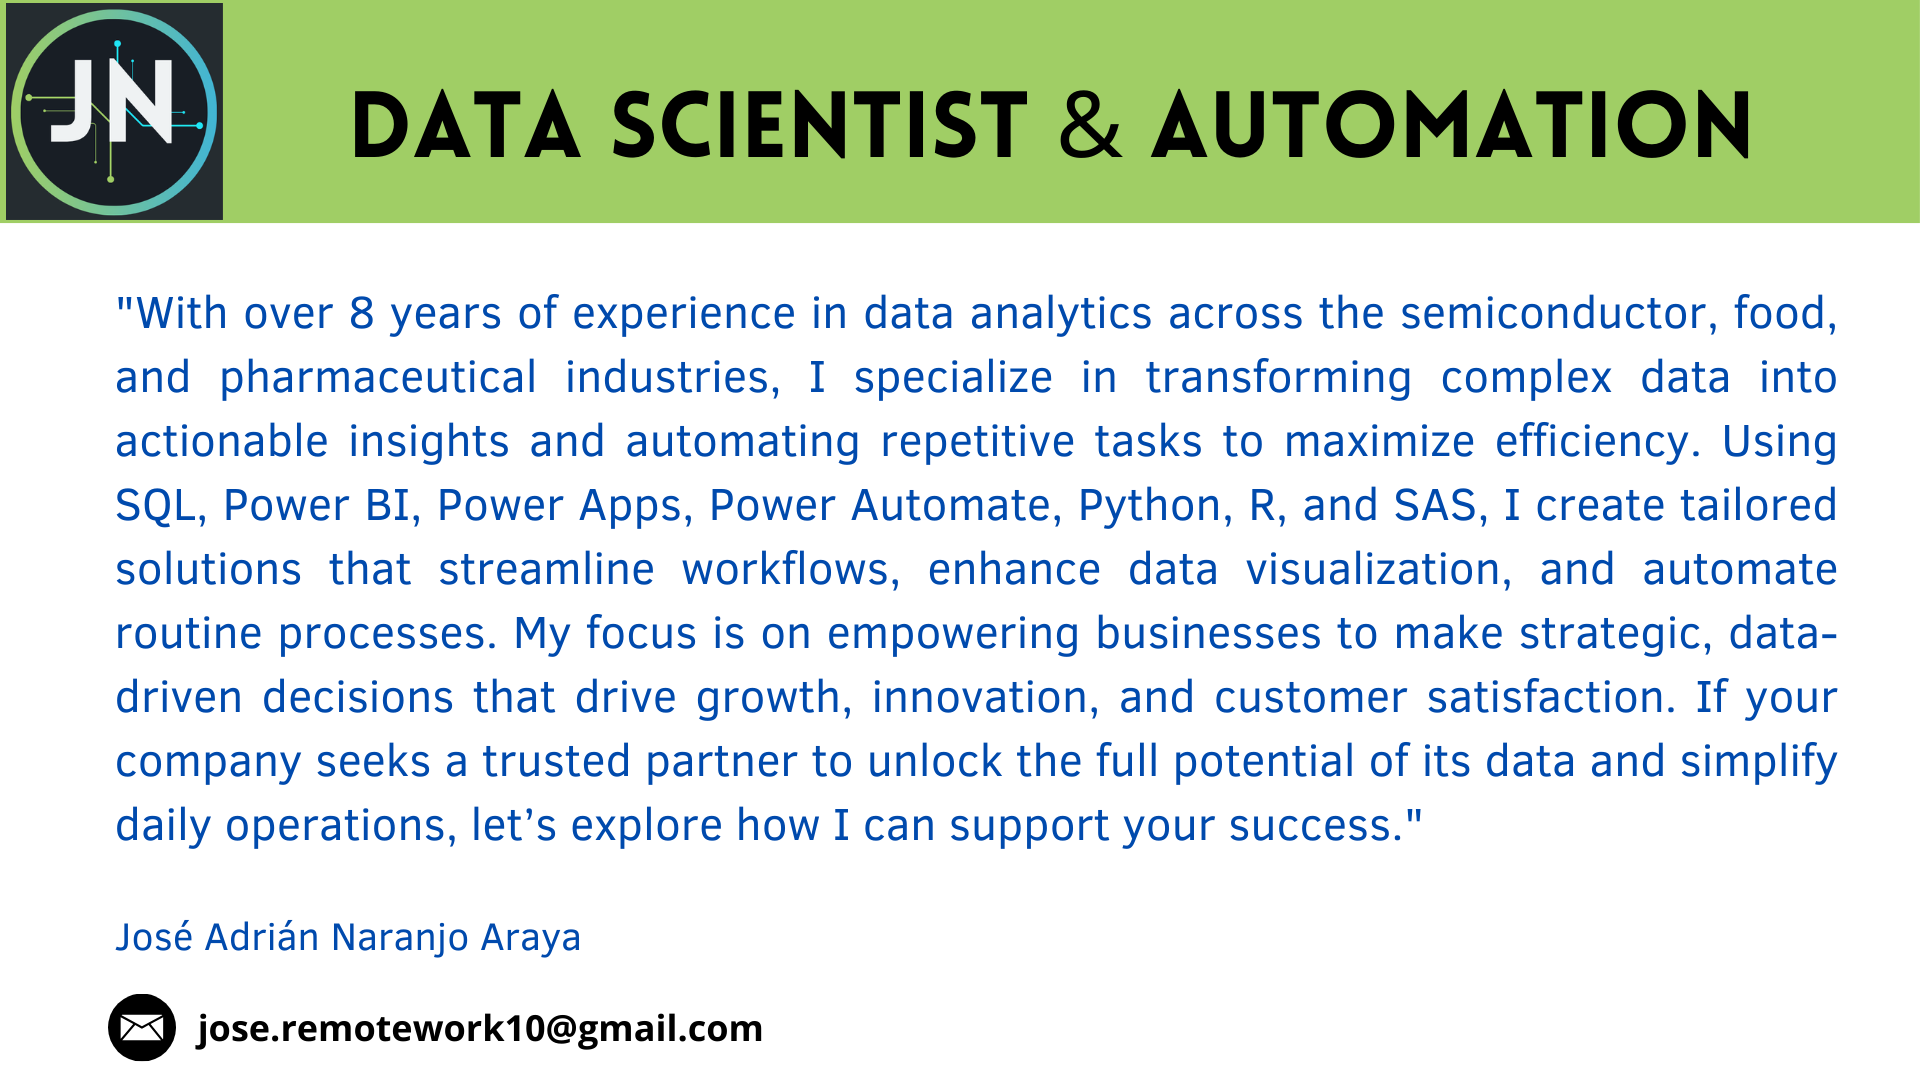 JN
DATA SCIENTIST & AUTOMATION
"With over 8 years of experience in data analytics across the semiconductor, food,
and pharmaceutical industries, I specialize in transforming complex data into
actionable insights and automating repetitive tasks to maximize efficiency. Using
SQL, Power BI, Power Apps, Power Automate, Python, R, and SAS, I create tailored
solutions that streamline workflows, enhance data visualization, and automate
routine processes. My focus is on empowering businesses to make strategic, data-
driven decisions that drive growth, innovation, and customer satisfaction. If your
company seeks a trusted partner to unlock the full potential of its data and simplify
daily operations, let’s explore how I can support your success."
José Adrián Naranjo Araya
jose.remotework10@gmail.com